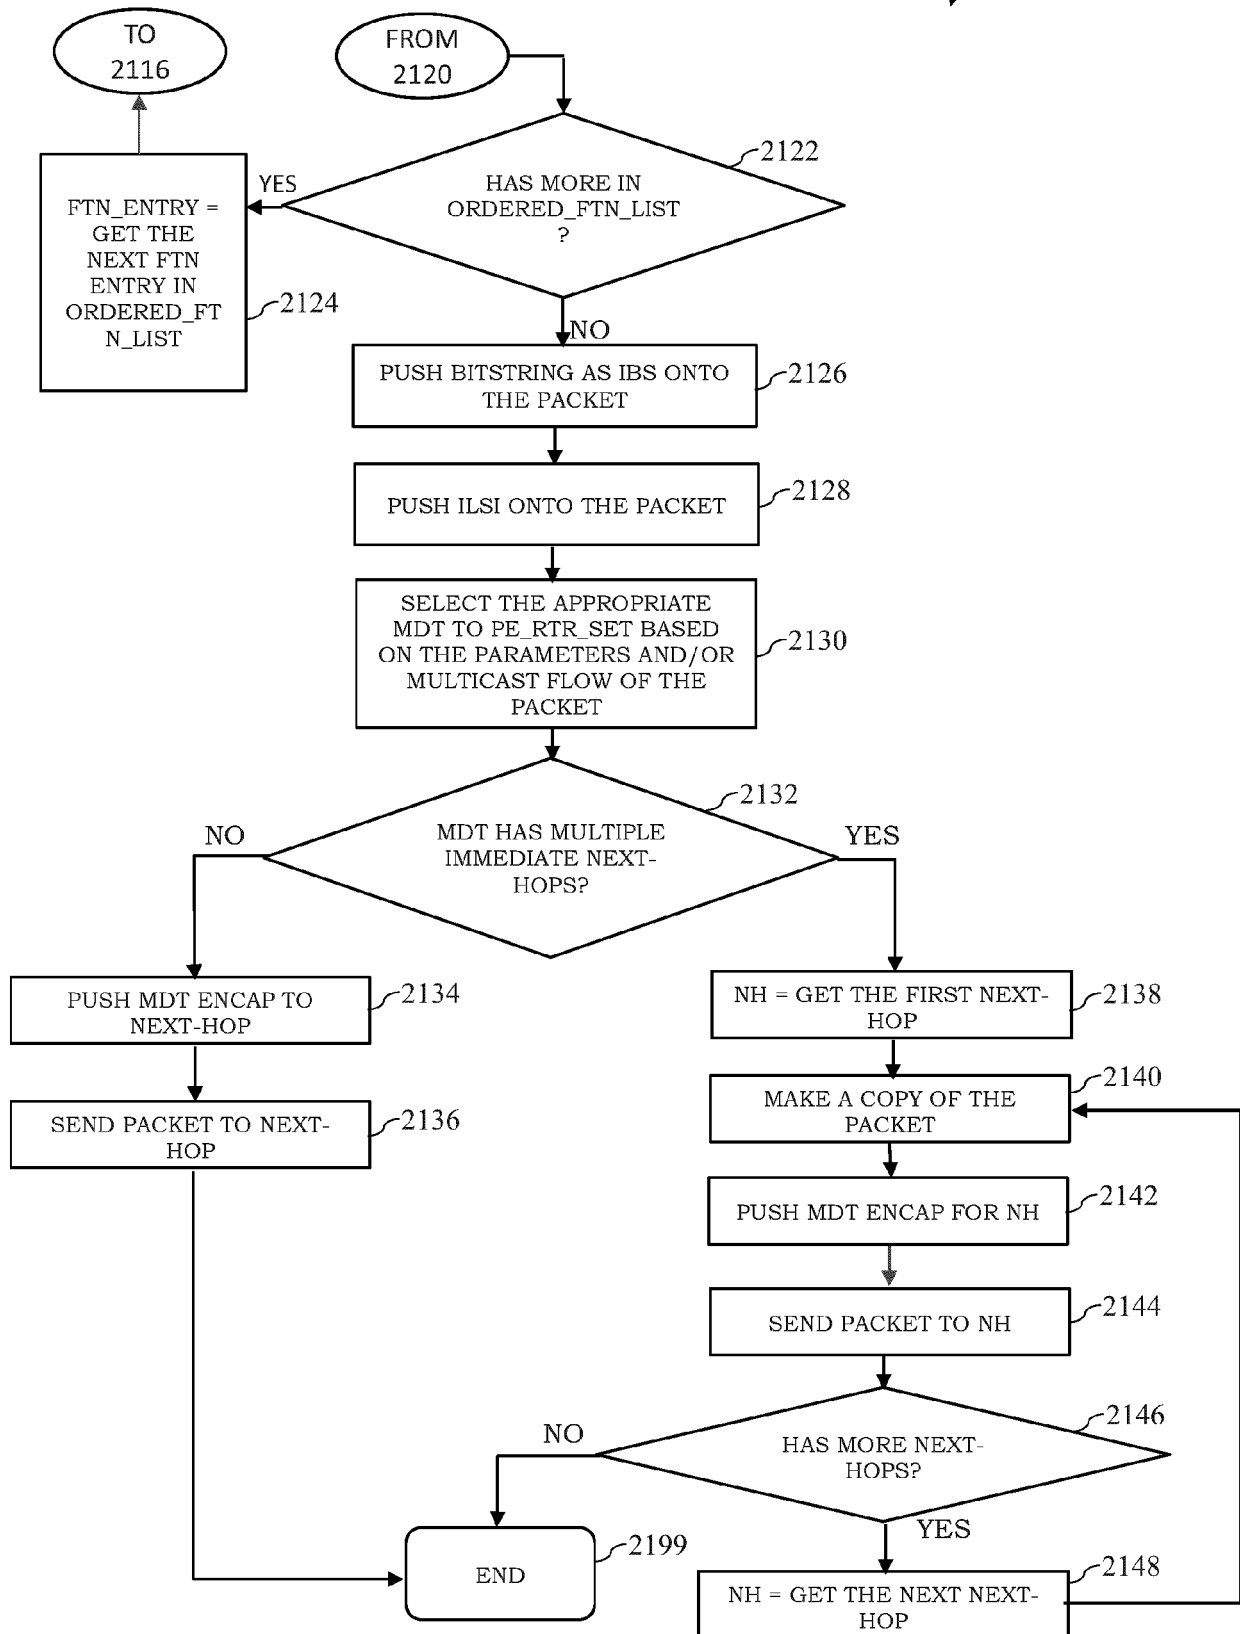 TO
2116
FROM
2120
2122
HAS MORE IN
ORDERED_FTN_LIST
?
YES
FTN_ENTRY =
GET THE
NEXT FTN
ENTRY IN
ORDERED_FT
N_LIST
2124
NO
PUSH BITSTRING AS IBS ONTO
THE PACKET
2126
PUSH ILSI ONTO THE PACKET
2128
SELECT THE APPROPRIATE
MDT TO PE_RTR_SET BASED
ON THE PARAMETERS AND/OR
MULTICAST FLOW OF THE
PACKET
2130
2132
MDT HAS MULTIPLE
IMMEDIATE NEXT-
HOPS?
NO
YES
PUSH MDT ENCAP TO
NEXT-HOP
2134
SEND PACKET TO NEXT-
HOP
2136
NH = GET THE FIRST NEXT-
HOP
2138
MAKE A COPY OF THE
PACKET
2140
PUSH MDT ENCAP FOR NH
2142
SEND PACKET TO NH
2144
HAS MORE NEXT-
HOPS?
2146
NO
YES
END
2199
NH = GET THE NEXT NEXT-
HOP
2148